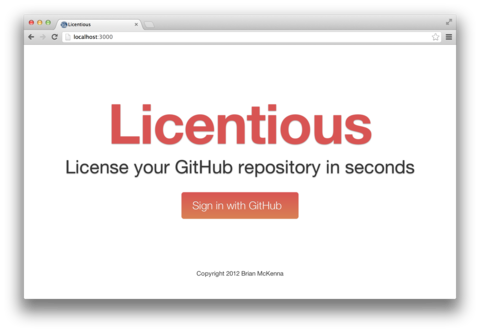 Licentious
localhost:3000
Licentious
License your GitHub repository in seconds
Sign in with GitHub
Copyright 2012 Brian McKenna